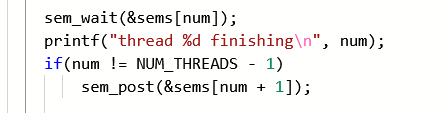 sem_wait(&sems[num]);
printf("thread %d finishing\n", num);
if(num != NUM_THREADS - 1)
sem_post(&sems[num + 1]);